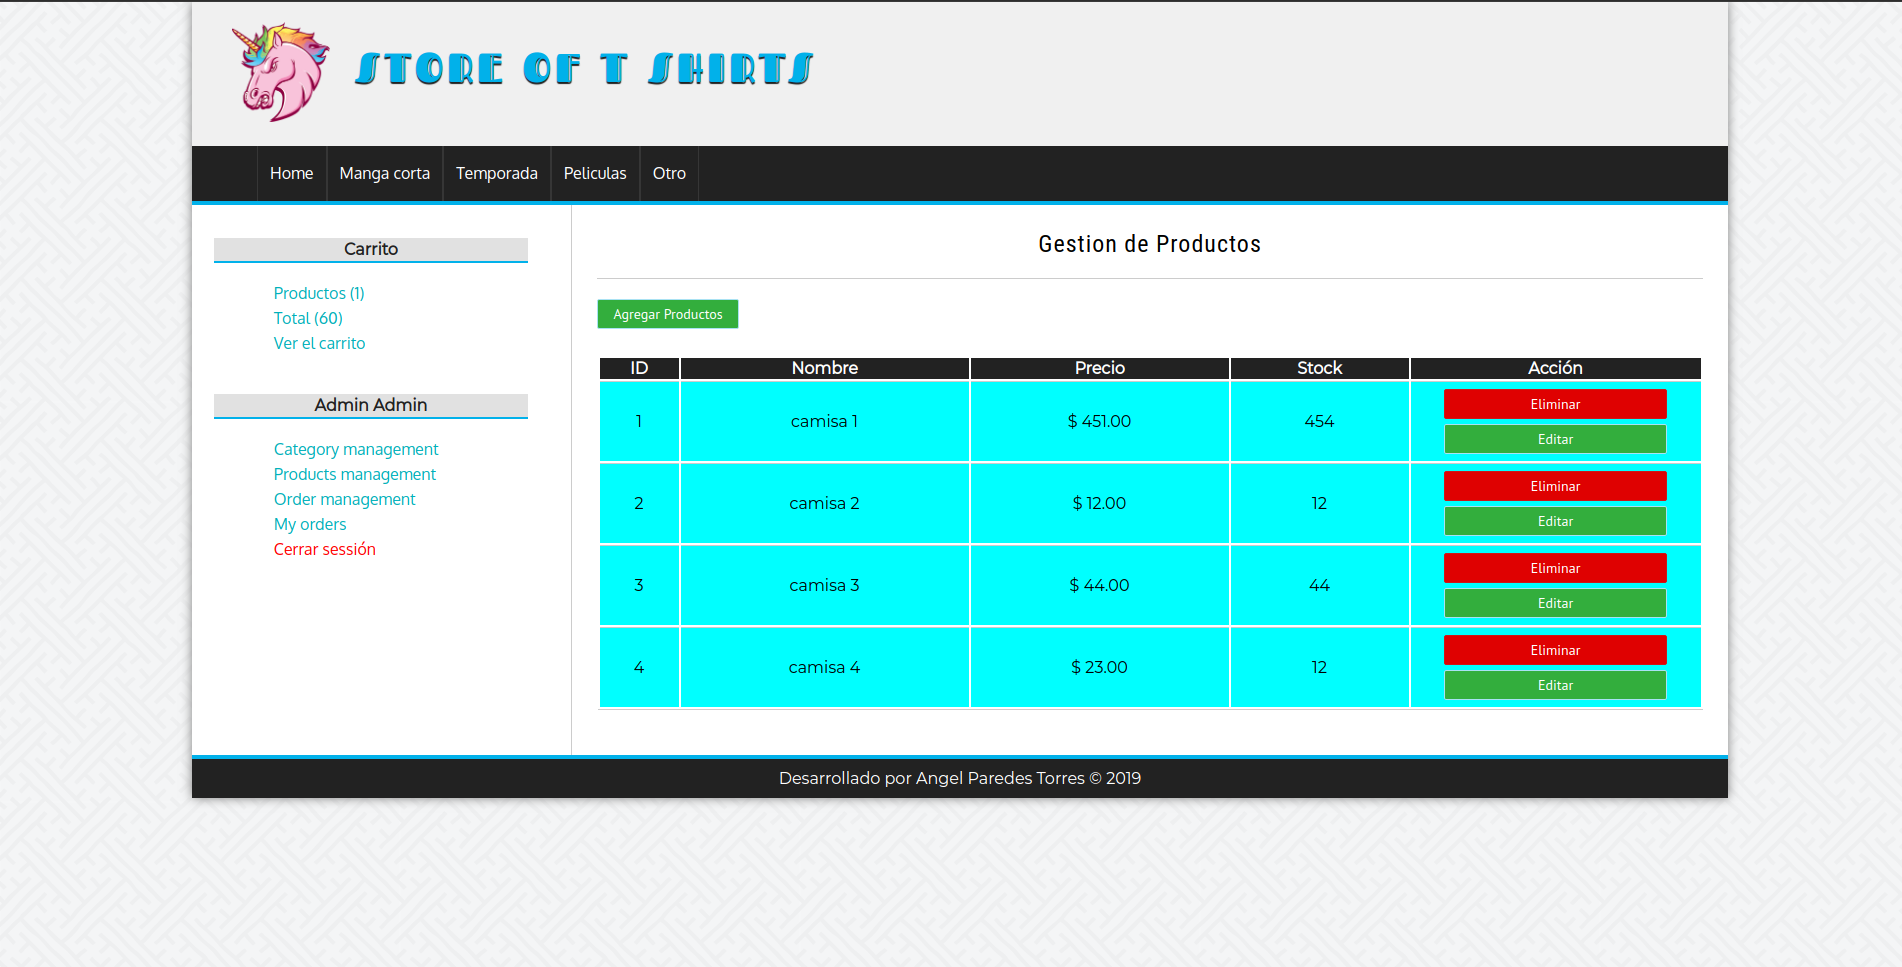 STORE OF T SHIRTS
Home Manga corta Temporada Peliculas Otro
Carrito
Productos (1)
Total (60)
Ver el carrito
Admin Admin
Category management
Products management
Order management
My orders
Cerrar sessión
Gestion de Productos
Agregar Productos
ID Nombre Precio Stock Acción
1 camisa 1 $ 451.00 454 Eliminar
Editar
2 camisa 2 $ 12.00 12 Eliminar
Editar
3 camisa 3 $ 44.00 44 Eliminar
Editar
4 camisa 4 $ 23.00 12 Eliminar
Editar
Desarrollado por Angel Paredes Torres © 2019